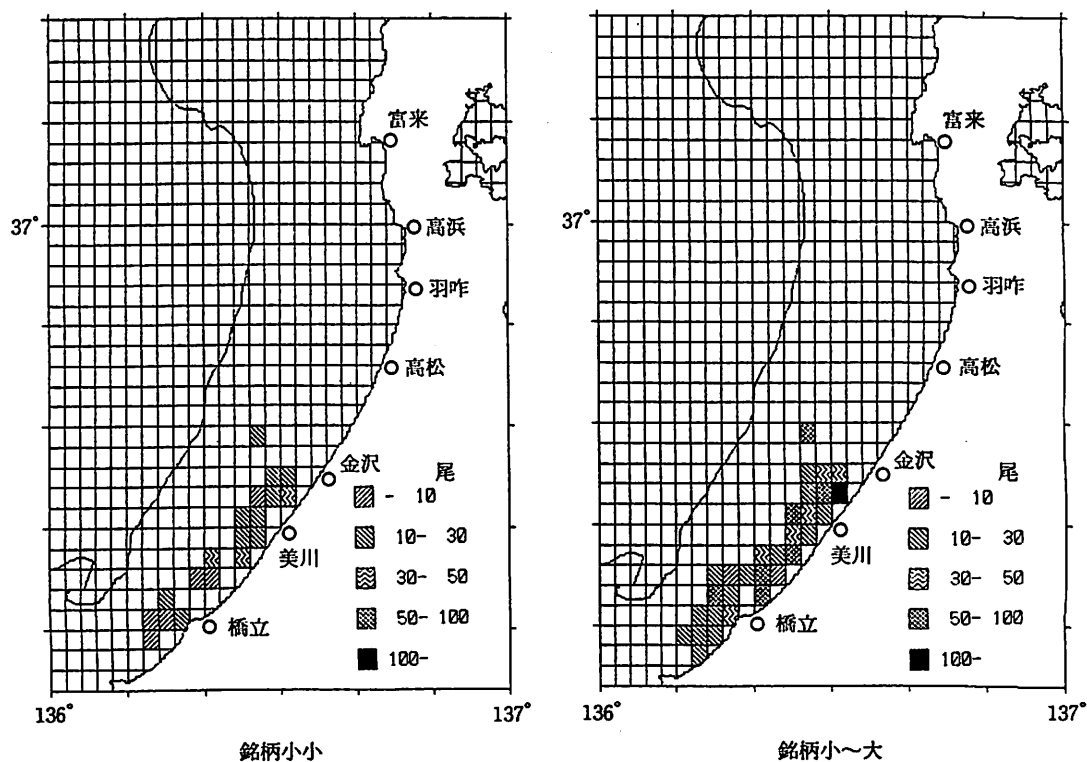 富来
37°
高浜
羽咋
高松
金沢
尾
- 10
10- 30
美川
30- 50
50-100
橋立
100-
136°
137°
銘柄小小
富来
37°
高浜
羽咋
高松
金沢
尾
- 10
10- 30
美川
30- 50
50-100
橋立
100-
136°
137°
銘柄小～大